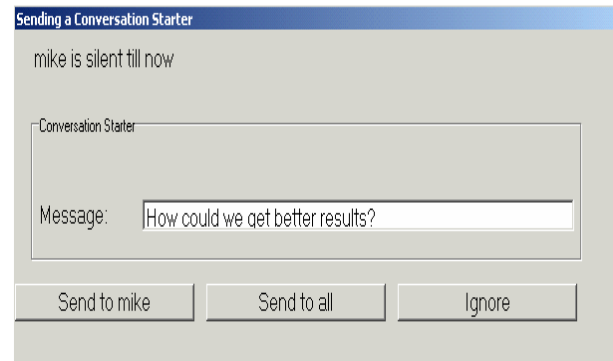 Sending a Conversation Starter
mike is silent till now
Conversation Starter
Message: How could we get better results?
Send to mike Send to all Ignore